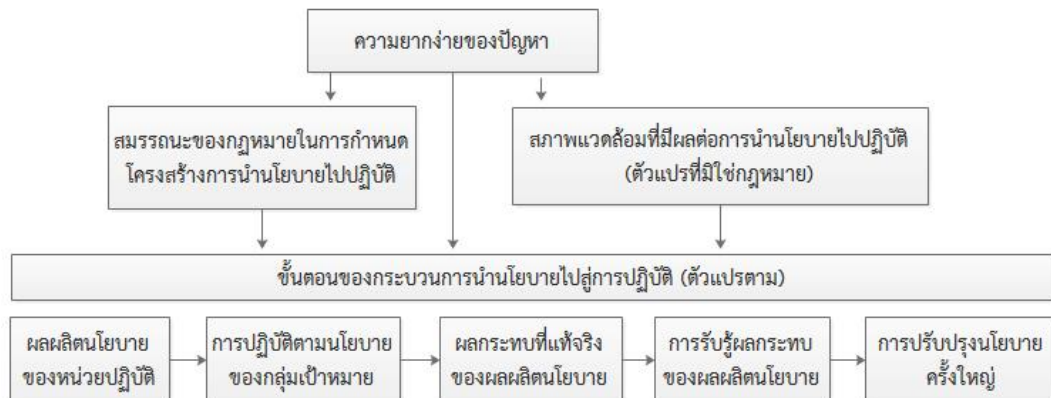 ความยากง่ายของปัญหา
สมรรถนะของกฎหมายในการกำหนด
โครงสร้างการนำนโยบายไปปฏิบัติ
สภาพแวดล้อมที่มีผลต่อการนำนโยบายไปปฏิบัติ
(ตัวแปรที่มิใช่กฎหมาย)
ขั้นตอนของกระบวนการนำนโยบายไปสู่การปฏิบัติ (ตัวแปรตาม)
ผลผลิตนโยบาย
ของหน่วยปฏิบัติ
การปฏิบัติตามนโยบาย
ของกลุ่มเป้าหมาย
ผลกระทบที่แท้จริง
ของผลผลิตนโยบาย
การรับรู้ผลกระทบ
ของผลผลิตนโยบาย
การปรับปรุงนโยบาย
ครั้งใหญ่